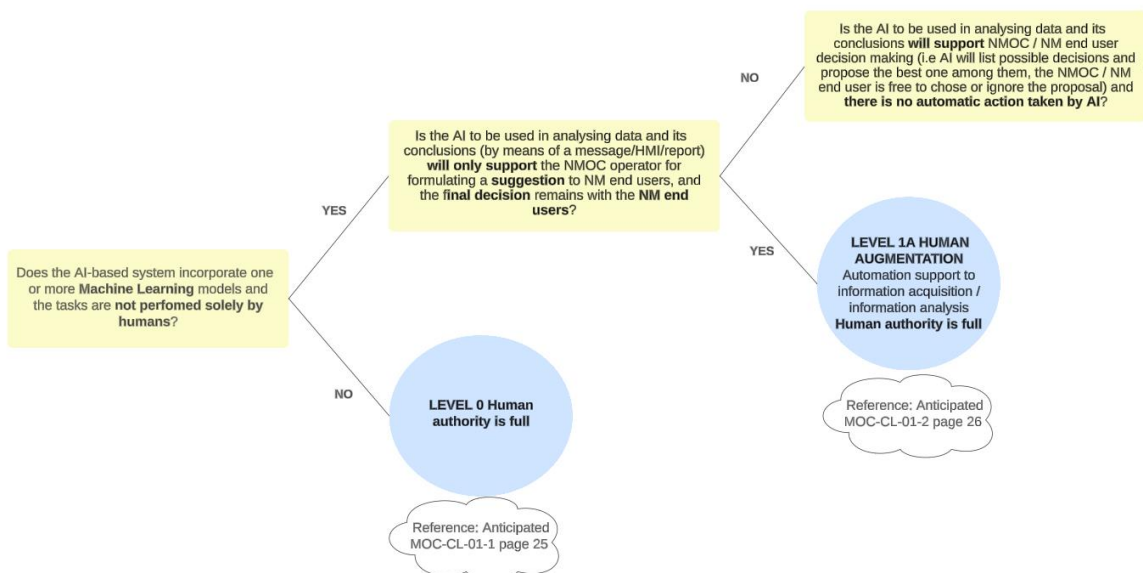 Does the AI-based system incorporate one
or more Machine Learning models and
the tasks are not perfomed solely by
humans?
YES
NO
Is the AI to be used in analysing data and its
conclusions (by means of a message/HMI/report)
will only support the NMOC operator for
formulating a suggestion to NM end users, and
the final decision remains with the NM end
users?
LEVEL 0 Human
authority is full
Reference: Anticipated
MOC-CL-01-1 page 25
NO
YES
Is the AI to be used in analysing data and its
conclusions will support NMOC / NM end user
decision making (i.e AI will list possible decisions and
propose the best one among them, the NMOC / NM
end user is free to chose or ignore the proposal) and
there is no automatic action taken by AI?
LEVEL 1A HUMAN
AUGMENTATION
Automation support to
information acquisition /
information analysis
Human authority is full
Reference: Anticipated
MOC-CL-01-2 page 26